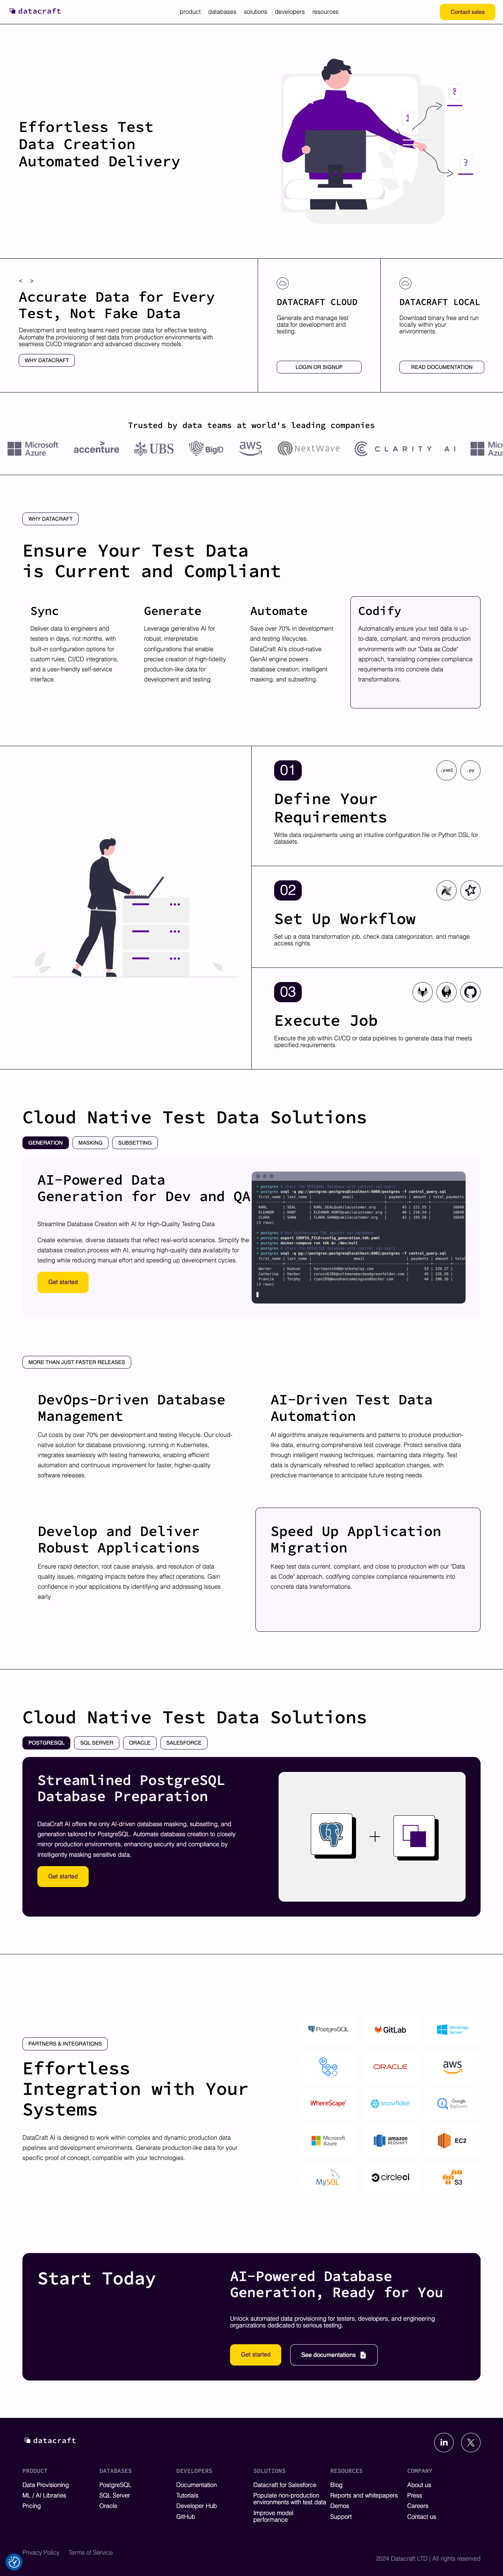 datacraft
product databases solutions developers resources
Contact sales
Effortless Test
Data Creation
Automated Delivery
1
2
3
< >
Accurate Data for Every
Test, Not Fake Data
Development and testing teams need precise data for effective testing.
Automate the provisioning of test data from production environments with
seamless CI/CD integration and advanced discovery models.
WHY DATACRAFT
DATACRAFT CLOUD
Generate and manage test
data for development and
testing.
LOGIN OR SIGNUP
DATACRAFT LOCAL
Download binary free and run
locally within your
environments.
READ DOCUMENTATION
Trusted by data teams at world's leading companies
Microsoft
Azure
accenture
UBS
BigID
aws
NextWave
CLARITY AI
Micr
Azu
WHY DATACRAFT
Ensure Your Test Data
is Current and Compliant
Sync
Deliver data to engineers and
testers in days, not months, with
built-in configuration options for
custom rules, CI/CD integrations,
and a user-friendly self-service
interface.
Generate
Leverage generative AI for
robust, interpretable
configurations that enable
precise creation of high-fidelity
production-like data for
development and testing.
Automate
Save over 70% in development
and testing lifecycles.
DataCraft AI's cloud-native
GenAI engine powers
database creation, intelligent
masking, and subsetting.
Codify
Automatically ensure your test data is up-
to-date, compliant, and mirrors production
environments with our "Data as Code"
approach, translating complex compliance
requirements into concrete data
transformations.
01
.yaml
.py
Define Your
Requirements
Write data requirements using an intuitive configuration file or Python DSL for
datasets.
02
Set Up Workflow
Set up a data transformation job, check data categorization, and manage
access rights.
03
Execute Job
Execute the job within CI/CD or data pipelines to generate data that meets
specified requirements.
Cloud Native Test Data Solutions
GENERATION MASKING SUBSETTING
AI-Powered Data
Generation for Dev and QA
Streamline Database Creation with AI for High-Quality Testing Data
Create extensive, diverse datasets that reflect real-world scenarios. Simplify the
database creation process with AI, ensuring high-quality data availability for
testing while reducing manual effort and speeding up development cycles.
Get started
MORE THAN JUST FASTER RELEASES
DevOps-Driven Database
Management
Cut costs by over 70% per development and testing lifecycle. Our cloud-
native solution for database provisioning, running in Kubernetes,
integrates seamlessly with testing frameworks, enabling efficient
automation and continuous improvement for faster, higher-quality
software releases.
AI-Driven Test Data
Automation
AI algorithms analyze requirements and patterns to produce production-
like data, ensuring comprehensive test coverage. Protect sensitive data
through intelligent masking techniques, maintaining data integrity. Test
data is dynamically refreshed to reflect application changes, with
predictive maintenance to anticipate future testing needs.
Develop and Deliver
Robust Applications
Ensure rapid detection, root cause analysis, and resolution of data
quality issues, mitigating impacts before they affect operations. Gain
confidence in your applications by identifying and addressing issues
early.
Speed Up Application
Migration
Keep test data current, compliant, and close to production with our "Data
as Code" approach, codifying complex compliance requirements into
concrete data transformations.
Cloud Native Test Data Solutions
POSTGRESQL SQL SERVER ORACLE SALESFORCE
Streamlined PostgreSQL
Database Preparation
DataCraft AI offers the only AI-driven database masking, subsetting, and
generation tailored for PostgreSQL. Automate database creation to closely
mirror production environments, enhancing security and compliance by
intelligently masking sensitive data.
Get started
+
PARTNERS & INTEGRATIONS
Effortless
Integration with Your
Systems
DataCraft AI is designed to work within complex and dynamic production data
pipelines and development environments. Generate production-like data for your
specific proof of concept, compatible with your technologies.
PostgreSQL
GitLab
Windows
Server
ORACLE
aws
WhereScape
snowflake
Google
BigQuery
Microsoft
Azure
amazon
REDSHIFT
EC2
MySQL
circleci
S3
Start Today
AI-Powered Database
Generation, Ready for You
Unlock automated data provisioning for testers, developers, and engineering
organizations dedicated to serious testing.
Get started
See documentations
datacraft
in
X
PRODUCT
Data Provisioning
ML / AI Libraries
Pricing
DATABASES
PostgreSQL
SQL Server
Oracle
DEVELOPERS
Documentation
Tutorials
Developer Hub
GitHub
SOLUTIONS
Datacraft for Salesforce
Populate non-production
environments with test data
Improve model
performance
RESOURCES
Blog
Reports and whitepapers
Demos
Support
COMPANY
About us
Press
Careers
Contact us
Privacy Policy Terms of Service
2024 Datacraft LTD | All rights reserved